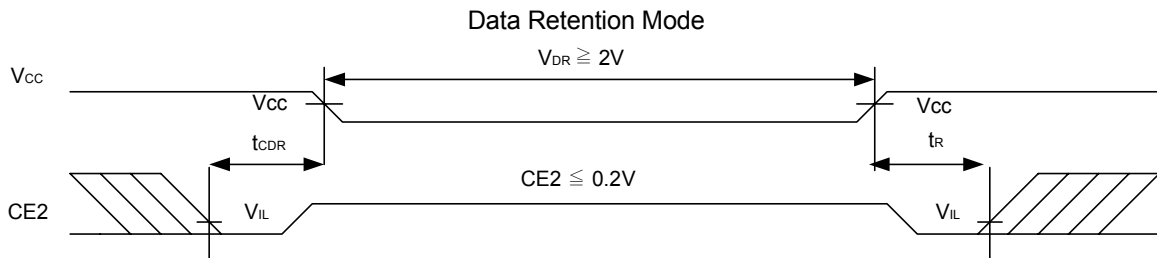 Data Retention Mode
VDR ≧ 2V
VCC
Vcc
Vcc
tCDR
tR
CE2 ≦ 0.2V
CE2
VIL
VIL